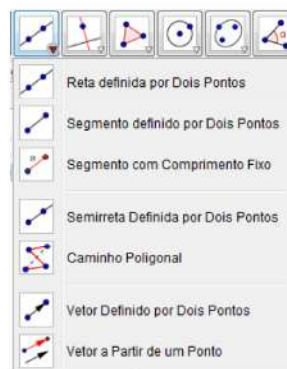 Reta definida por Dois Pontos
Segmento definido por Dois Pontos
Segmento com Comprimento Fixo
Semirreta Definida por Dois Pontos
Caminho Poligonal
Vetor Definido por Dois Pontos
Vetor a Partir de um Ponto